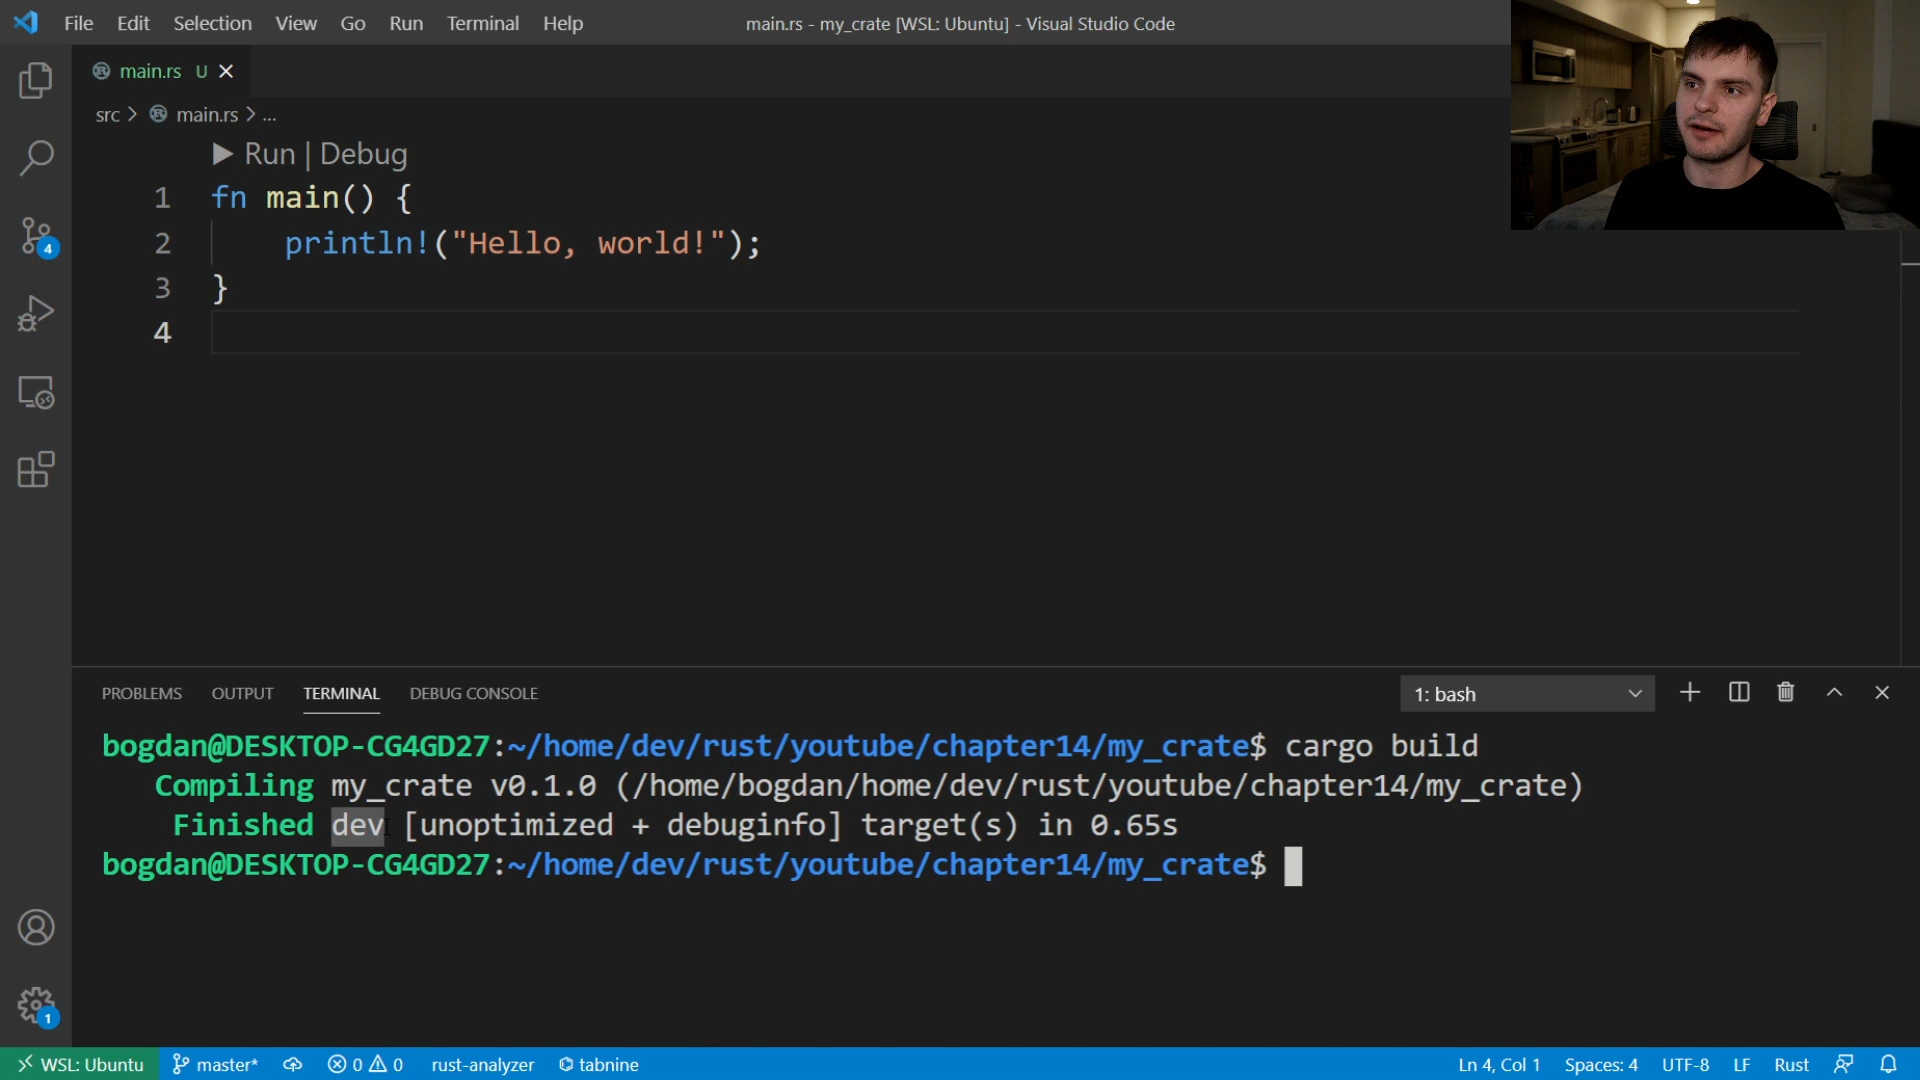 File Edit Selection View Go Run Terminal Help main.rs - my_crate [WSL: Ubuntu] - Visual Studio Code
main.rs U
src > main.rs > ...
Run | Debug
1 fn main() {
2 println!("Hello, world!");
3 }
4
4
PROBLEMS OUTPUT TERMINAL DEBUG CONSOLE 1: bash
bogdan@DESKTOP-CG4GD27:~/home/dev/rust/youtube/chapter14/my_crate$ cargo build
Compiling my_crate v0.1.0 (/home/bogdan/home/dev/rust/youtube/chapter14/my_crate)
Finished dev [unoptimized + debuginfo] target(s) in 0.65s
bogdan@DESKTOP-CG4GD27:~/home/dev/rust/youtube/chapter14/my_crate$
1
WSL: Ubuntu master* 0 0 rust-analyzer tabnine Ln 4, Col 1 Spaces: 4 UTF-8 LF Rust